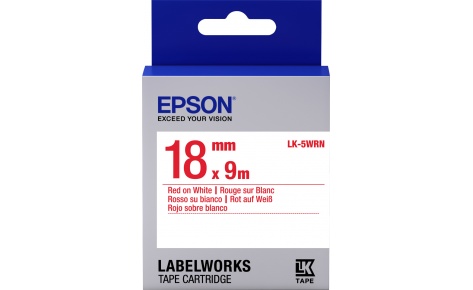 EPSON
EXCEED YOUR VISION
LK-5WRN
18 mm x 9m
Red on White | Rouge sur Blanc
Rosso su bianco | Rot auf Weiß
Rojo sobre blanco
LABELWORKS
TAPE CARTRIDGE
LK
TAPE